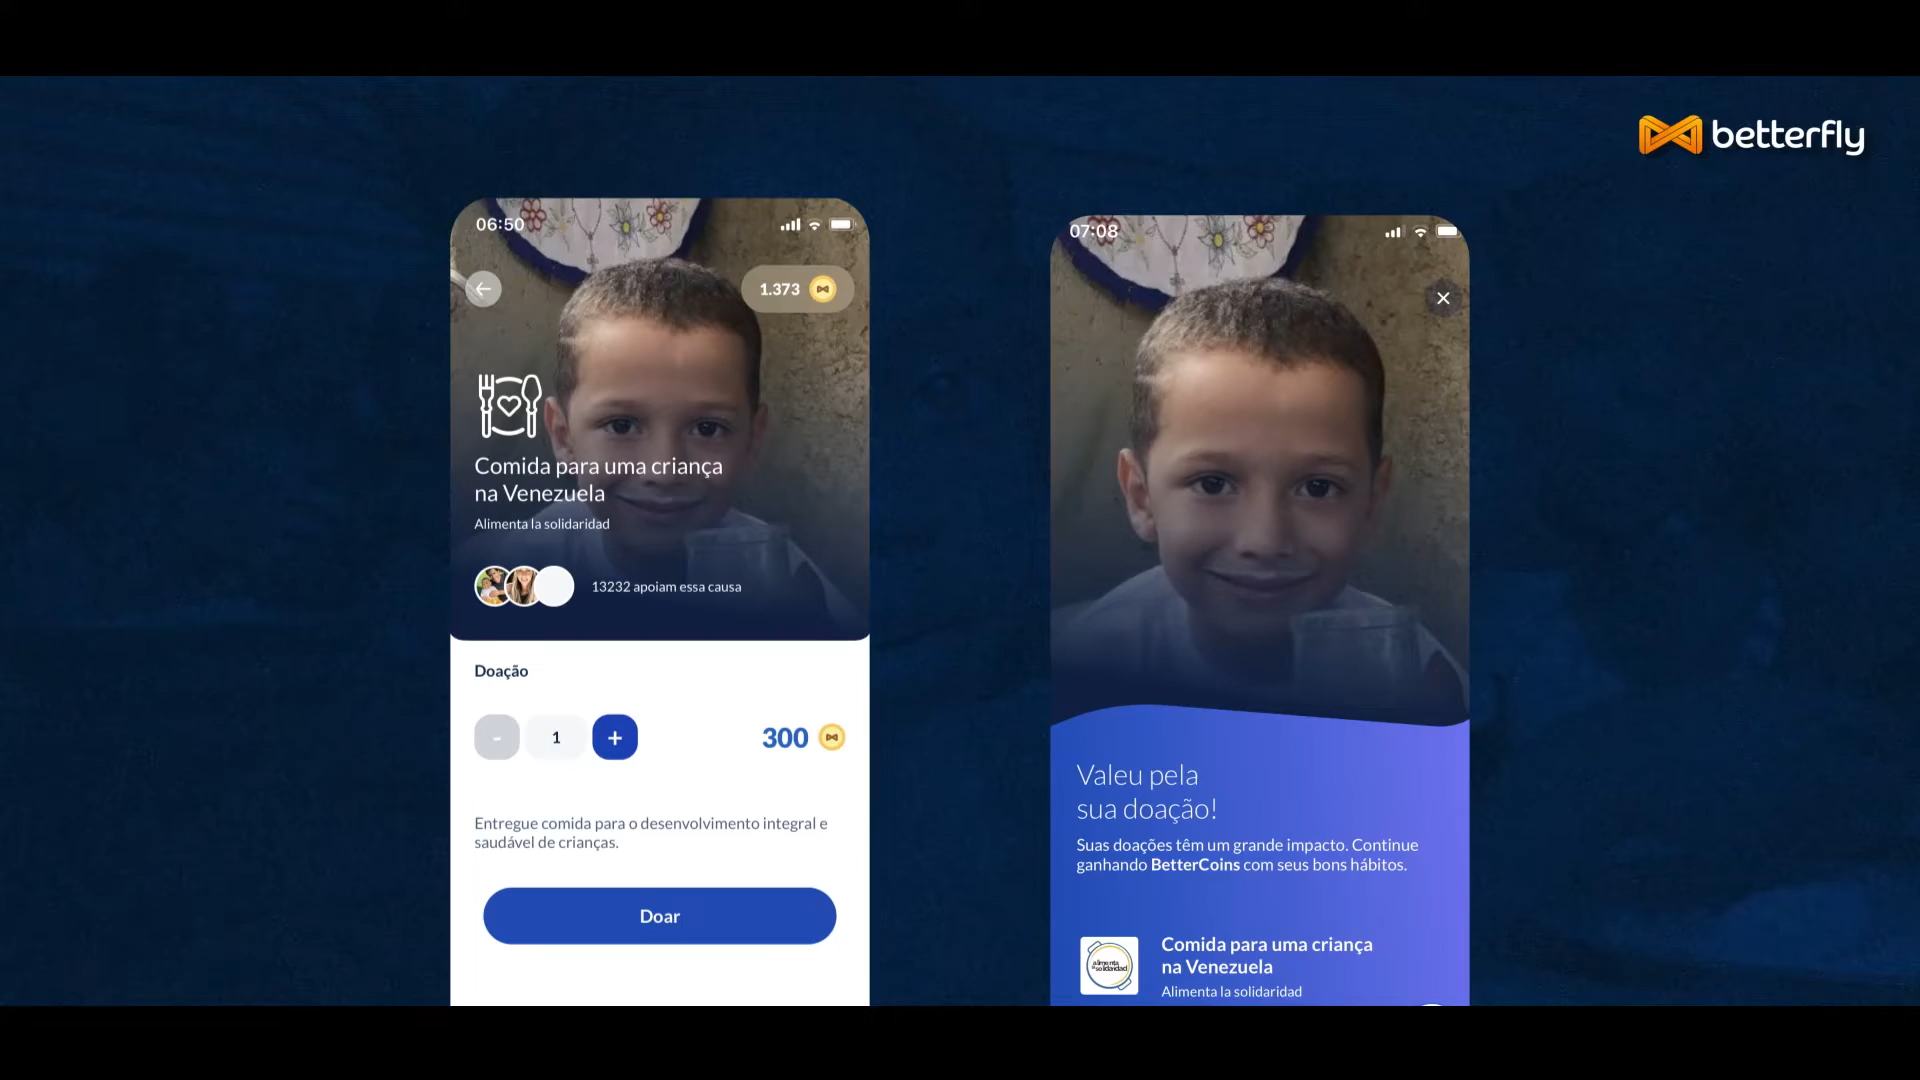 betterfly
06:50
1.373
Comida para uma criança
na Venezuela
Alimenta la solidaridad
13232 apoiam essa causa
Doação
- 1 +
300
Entregue comida para o desenvolvimento integral e
saudável de crianças.
Doar
07:08
Valeu pela
sua doação!
Suas doações têm um grande impacto. Continue
ganhando BetterCoins com seus bons hábitos.
alimenta
la solidaridad
Comida para uma criança
na Venezuela
Alimenta la solidaridad